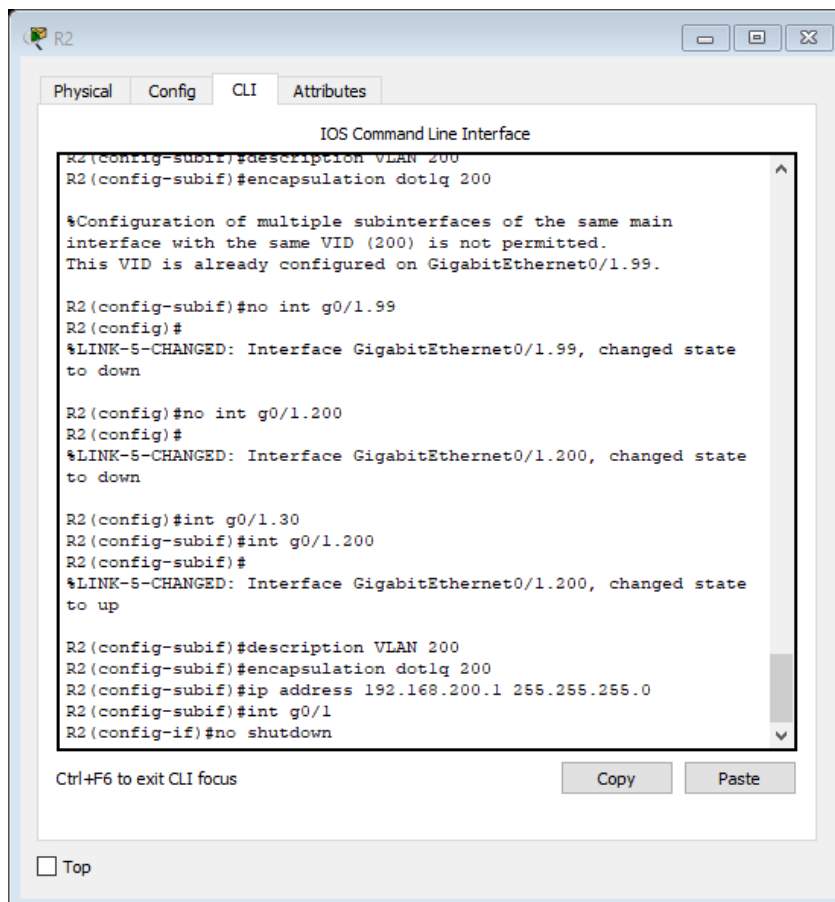 R2
Physical Config CLI Attributes
IOS Command Line Interface
R2(config-subif)#description VLAN 200
R2(config-subif)#encapsulation dot1q 200
%Configuration of multiple subinterfaces of the same main
interface with the same VID (200) is not permitted.
This VID is already configured on GigabitEthernet0/1.99.
R2(config-subif)#no int g0/1.99
R2(config)#
%LINK-5-CHANGED: Interface GigabitEthernet0/1.99, changed state
to down
R2(config)#no int g0/1.200
R2(config)#
%LINK-5-CHANGED: Interface GigabitEthernet0/1.200, changed state
to down
R2(config)#int g0/1.30
R2(config-subif)#int g0/1.200
R2(config-subif)#
%LINK-5-CHANGED: Interface GigabitEthernet0/1.200, changed state
to up
R2(config-subif)#description VLAN 200
R2(config-subif)#encapsulation dot1q 200
R2(config-subif)#ip address 192.168.200.1 255.255.255.0
R2(config-subif)#int g0/1
R2(config-if)#no shutdown
Ctrl+F6 to exit CLI focus
Copy Paste
Top